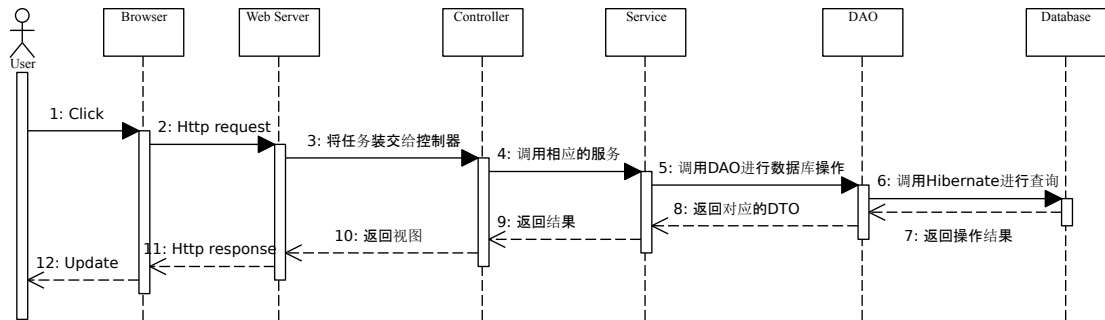 Browser
Web Server
Controller
Service
DAO
Database
User
1: Click
2: Http request
3: 将任务装交给控制器
4: 调用相应的服务
5: 调用DAO进行数据库操作
6: 调用Hibernate进行查询
7: 返回操作结果
8: 返回对应的DTO
9: 返回结果
10: 返回视图
11: Http response
12: Update